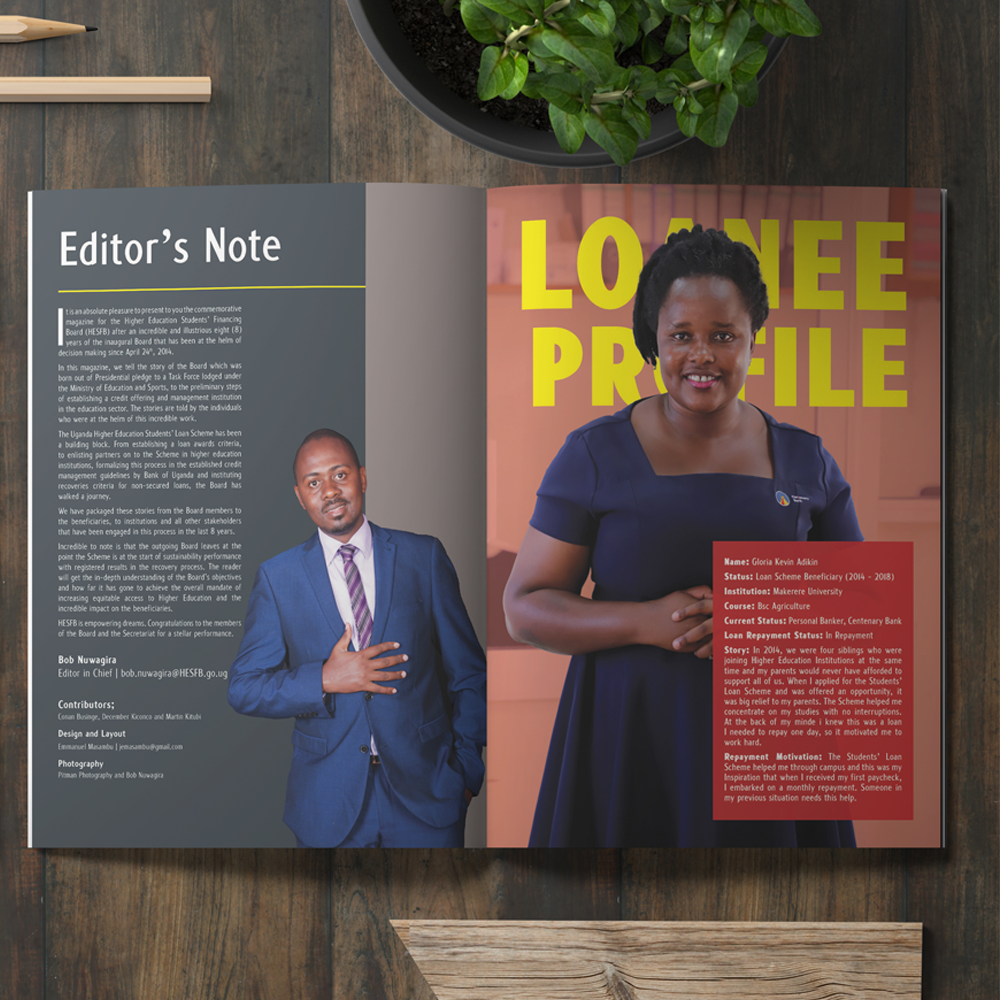 Editor's Note
It is an absolute pleasure to present to you the commemorative
magazine for the Higher Education Students' Financing
Board (HESFB) after an incredible and illustrious eight (8)
years of the inaugural Board that has been at the helm of
decision making since April 24th, 2014.
In this magazine, we tell the story of the Board which was
born out of Presidential pledge to a Task Force lodged under
the Ministry of Education and Sports, to the preliminary steps
of establishing a credit offering and management institution
in the education sector. The stories are told by the individuals
who were at the helm of this incredible work.
The Uganda Higher Education Students' Loan Scheme has been
a building block. From establishing a loan awards criteria,
to enlisting partners on to the Scheme in higher education
institutions, formalizing this process in the established credit
management guidelines by Bank of Uganda and instituting
recoveries criteria for non-secured loans, the Board has
walked a journey.
We have packaged these stories from the Board members to
the beneficiaries, to institutions and all other stakeholders
that have been engaged in this process in the last 8 years.
Incredible to note is that the outgoing Board leaves at the
point the Scheme is at the start of sustainability performance
with registered results in the recovery process. The reader
will get the in-depth understanding of the Board's objectives
and how far it has gone to achieve the overall mandate of
increasing equitable access to Higher Education and the
incredible impact on the beneficiaries.
HESFB is empowering dreams. Congratulations to the members
of the Board and the Secretariat for a stellar performance.
Bob Nuwagira
Editor in Chief | bob.nuwagira@HESFB.go.ug
Contributors;
Conan Businge, December Kiconco and Martin Kitubi
Design and Layout
Emmanuel Masambu | jemasambu@gmail.com
Photography
Pitman Photography and Bob Nuwagira
LOANEE
PROFILE
Name: Gloria Kevin Adikin
Status: Loan Scheme Beneficiary (2014 - 2018)
Institution: Makerere University
Course: Bsc Agriculture
Current Status: Personal Banker, Centenary Bank
Loan Repayment Status: In Repayment
Story: In 2014, we were four siblings who were
joining Higher Education Institutions at the same
time and my parents would never have afforded to
support all of us. When I applied for the Students'
Loan Scheme and was offered an opportunity, it
was big relief to my parents. The Scheme helped me
concentrate on my studies with no interruptions.
At the back of my minde i knew this was a loan
I needed to repay one day, so it motivated me to
work hard.
Repayment Motivation: The Students' Loan
Scheme helped me through campus and this was my
Inspiration that when I received my first paycheck,
I embarked on a monthly repayment. Someone in
my previous situation needs this help.